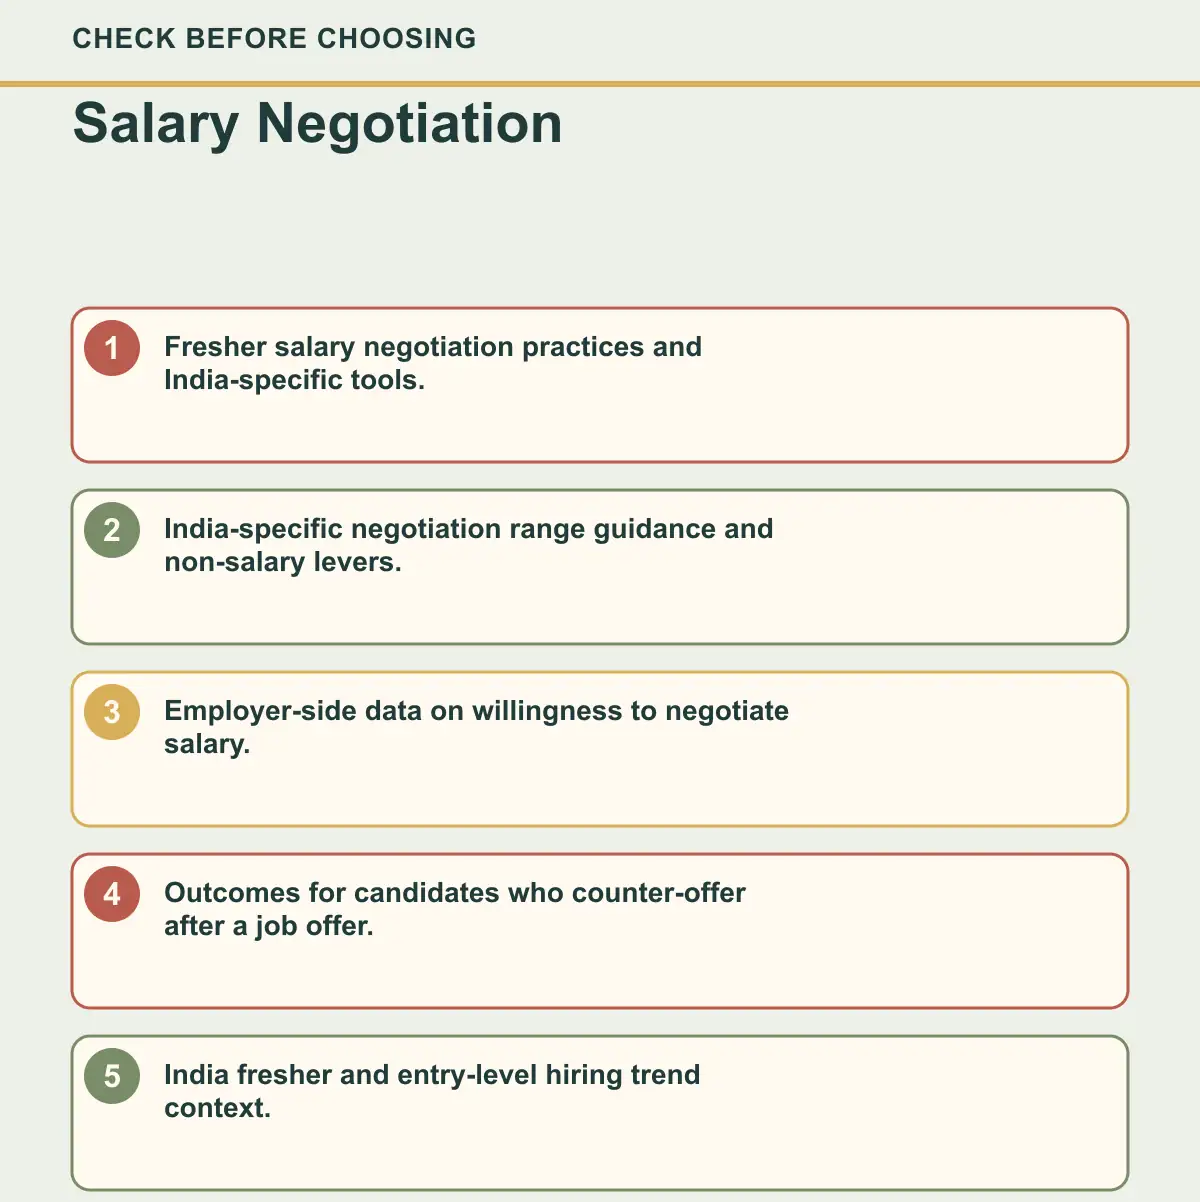 CHECK BEFORE CHOOSING
Salary Negotiation
1
Fresher salary negotiation practices and
India-specific tools.
2
India-specific negotiation range guidance and
non-salary levers.
3
Employer-side data on willingness to negotiate
salary.
4
Outcomes for candidates who counter-offer
after a job offer.
5
India fresher and entry-level hiring trend
context.